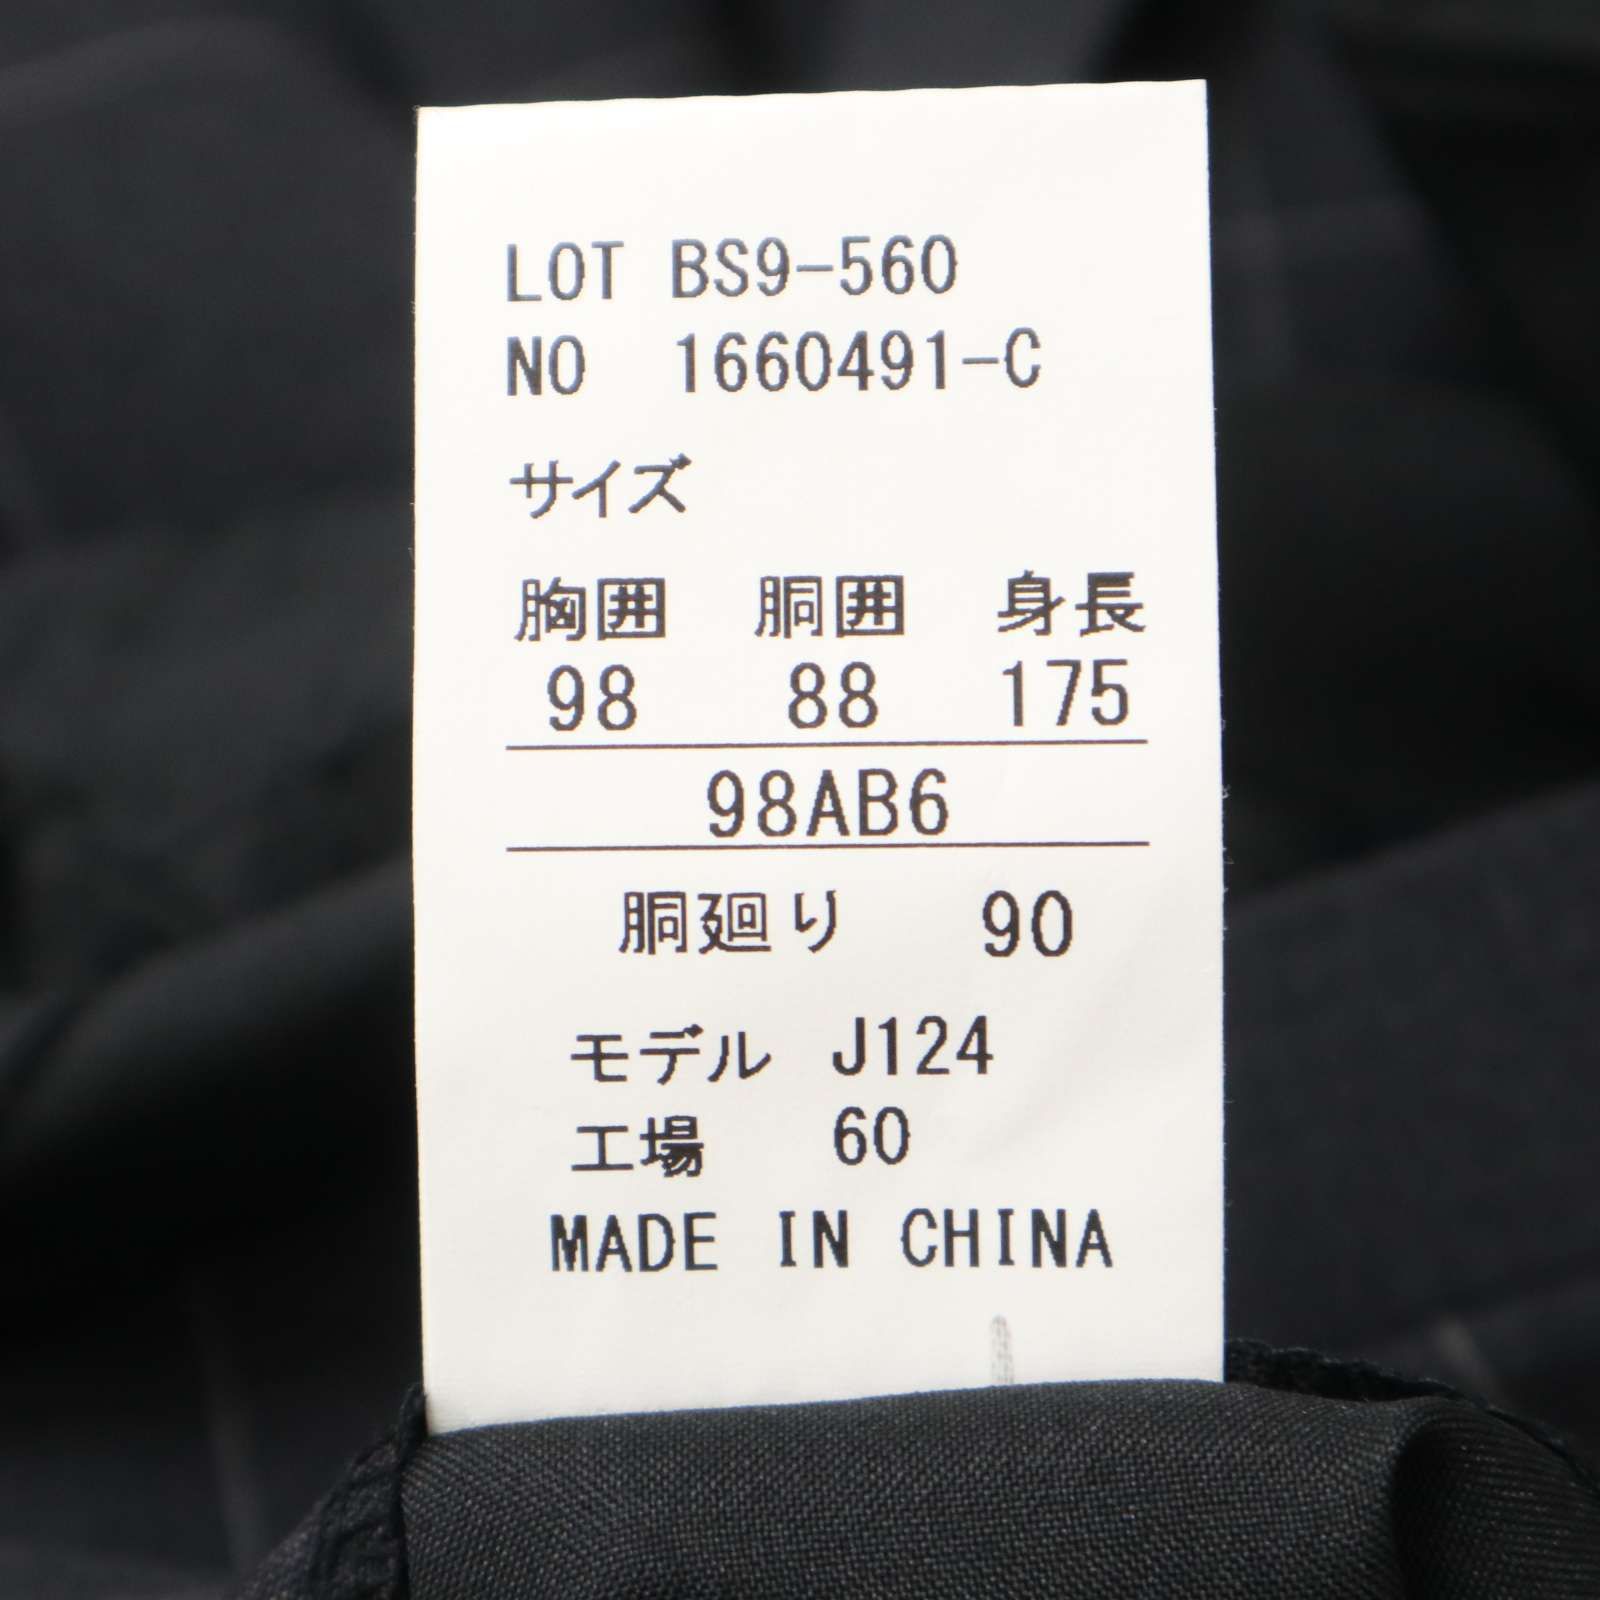 LOT BS9-560
NO 1660491-C
サイズ
胸囲 胴囲 身長
98 88 175
98AB6
胴廻り 90
モデル J124
工場 60
MADE IN CHINA